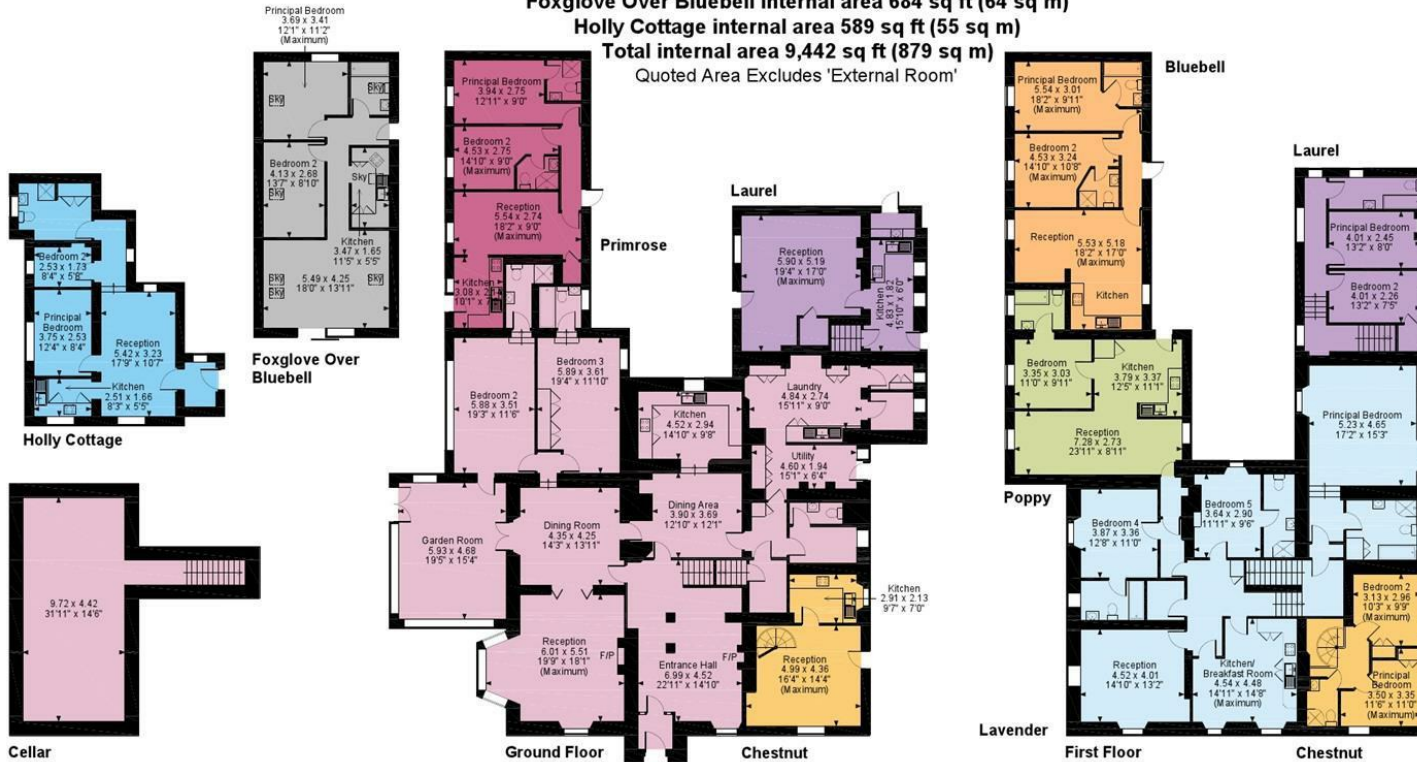 Foxglove Over Bluebell internal area 684 sq ft (64 sq m)
Holly Cottage internal area 589 sq ft (55 sq m)
Total internal area 9,442 sq ft (879 sq m)
Quoted Area Excludes 'External Room'
Principal Bedroom
3.69 x 3.41
12'1" x 11'2"
(Maximum)
Sky
Sky
Bedroom 2
4.13 x 2.68
13'7" x 8'10"
Sky
Sky
Kitchen
3.47 x 1.65
11'5" x 5'5"
5.49 x 4.25
18'0" x 13'11"
Sky
Sky
Sky
Foxglove Over
Bluebell
Bedroom 2
2.53 x 1.73
8'4" x 5'8"
Principal
Bedroom
3.75 x 2.53
12'4" x 8'4"
Reception
5.42 x 3.23
17'9" x 10'7"
Kitchen
2.51 x 1.66
8'3" x 5'5"
Holly Cottage
9.72 x 4.42
31'11" x 14'6"
Cellar
Principal Bedroom
3.94 x 2.75
12'11" x 9'0"
Bedroom 2
4.53 x 2.75
14'10" x 9'0"
(Maximum)
Reception
5.54 x 2.74
18'2" x 9'0"
(Maximum)
Kitchen
3.08 x
10'1" x
Primrose
Laurel
Reception
5.90 x 5.19
19'4" x 17'0"
(Maximum)
Kitchen
4.83 x 1.82
15'10" x 6'0"
Bedroom 2
5.88 x 3.51
19'3" x 11'6"
Bedroom 3
5.89 x 3.61
19'4" x 11'10"
Kitchen
4.52 x 2.94
14'10" x 9'8"
Laundry
4.84 x 2.74
15'11" x 9'0"
Utility
4.60 x 1.94
15'1" x 6'4"
Garden Room
5.93 x 4.68
19'5" x 15'4"
Dining Room
4.35 x 4.25
14'3" x 13'11"
Dining Area
3.90 x 3.69
12'10" x 12'1"
Reception
6.01 x 5.51
19'9" x 18'1"
(Maximum)
F/P
Entrance Hall
6.99 x 4.52
22'11" x 14'10"
F/P
Kitchen
2.91 x 2.13
9'7" x 7'0"
Reception
4.99 x 4.36
16'4" x 14'4"
(Maximum)
Ground Floor
Chestnut
Bluebell
Principal Bedroom
5.54 x 3.01
18'2" x 9'11"
(Maximum)
Bedroom 2
4.53 x 3.24
14'10" x 10'8"
(Maximum)
Reception
5.53 x 5.18
18'2" x 17'0"
(Maximum)
Kitchen
Bedroom
3.35 x 3.03
11'0" x 9'11"
Kitchen
3.79 x 3.37
12'5" x 11'1"
Reception
7.28 x 2.73
23'11" x 8'11"
Poppy
Laurel
Principal Bedroom
4.01 x 2.45
13'2" x 8'0"
Bedroom 2
4.01 x 2.26
13'2" x 7'5"
Principal Bedroom
5.23 x 4.65
17'2" x 15'3"
Bedroom 4
3.87 x 3.36
12'8" x 11'0"
Bedroom 5
3.64 x 2.90
11'11" x 9'6"
Reception
4.52 x 4.01
14'10" x 13'2"
Kitchen/
Breakfast Room
4.54 x 4.48
14'11" x 14'8"
(Maximum)
Bedroom 2
3.13 x 2.96
10'3" x 9'9"
(Maximum)
Principal
Bedroom
3.50 x 3.35
11'6" x 11'0"
(Maximum)
Lavender
First Floor
Chestnut